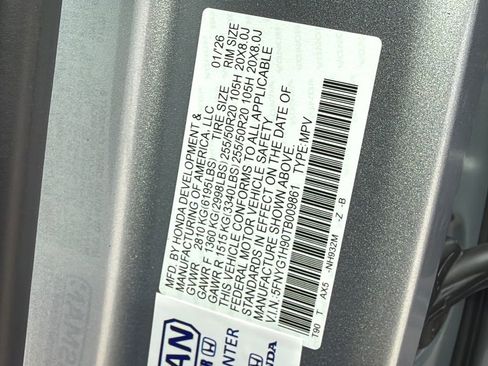 MFD. BY HONDA DEVELOPMENT &
MANUFACTURING OF AMERICA, LLC 01/26
GVWR 2810 KG(6195LBS) TIRE SIZE RIM SIZE
GAWR F 1360 KG(2998LBS) 255/50R20 105H 20X8.0J
GAWR R 1515 KG(3340LBS) 255/50R20 105H 20X8.0J
THIS VEHICLE CONFORMS TO ALL APPLICABLE
FEDERAL MOTOR VEHICLE SAFETY
STANDARDS IN EFFECT ON THE DATE OF
MANUFACTURE SHOWN ABOVE.
V.I.N.:5FNYG1H90TB009861 TYPE:MPV
T90 T AX5 -NH932M -Z -B
ENTER
HONDA